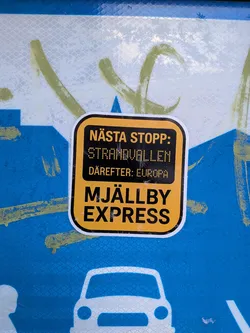 NÄSTA STOPP:
STRANDVALLEN
DÄREFTER: EUROPA
MJÄLLBY
EXPRESS